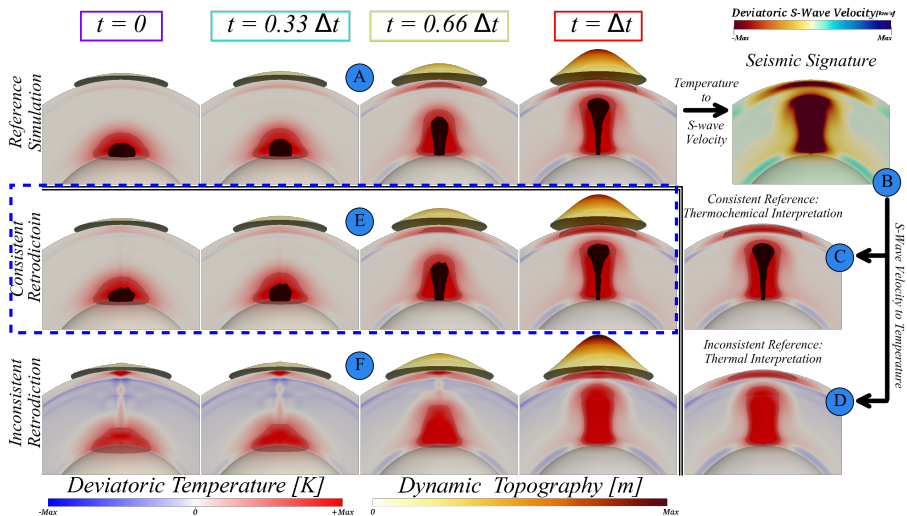 t = 0
t = 0.33 Δt
t = 0.66 Δt
t = Δt
Deviatoric S-Wave Velocity[km/s]
-Max
Max
Seismic Signature
Reference
Simulation
A
Temperature
to
S-wave
Velocity
B
Consistent
Retrodictoin
E
Consistent Reference:
Thermochemical Interpretation
C
S-Wave Velocity to Temperature
Inconsistent
Retrodiction
F
Inconsistent Reference:
Thermal Interpretation
D
Deviatoric Temperature [K]
-Max
0
+Max
Dynamic Topography [m]
0
Max